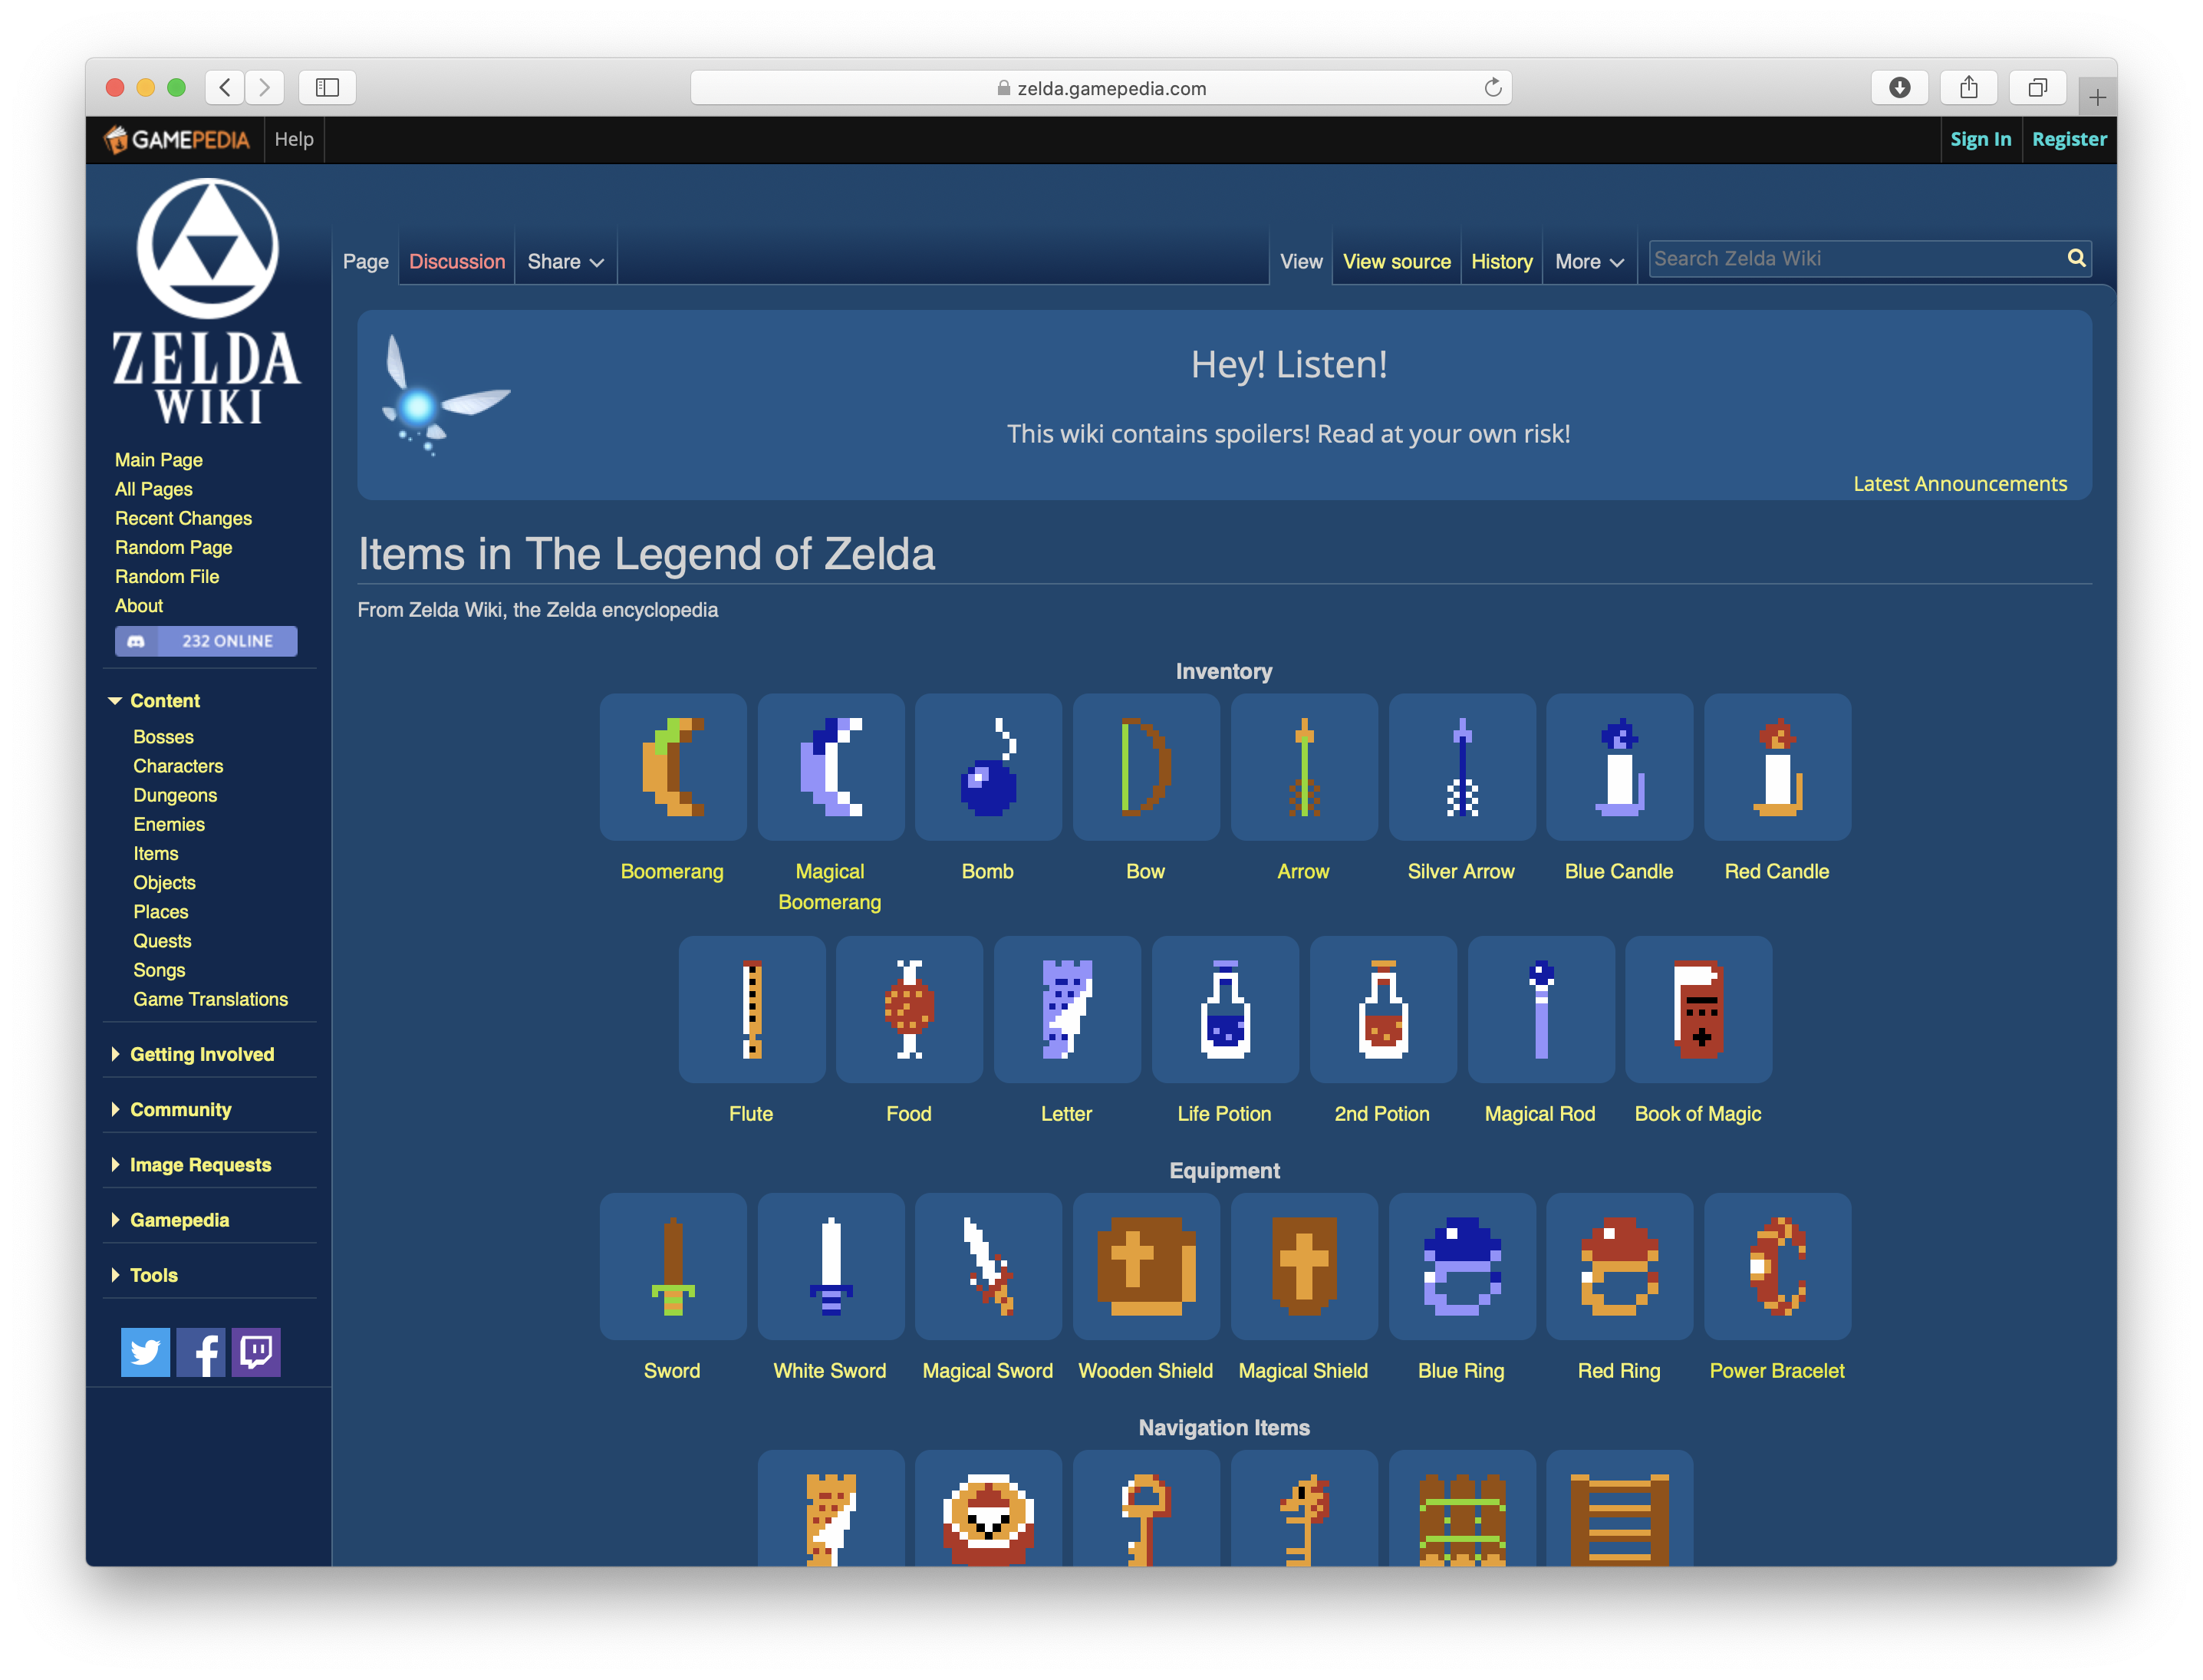 zelda.gamepedia.com
GAMEPEDIA
Help
Sign In
Register
ZELDA
WIKI
Page
Discussion
Share
View
View source
History
More
Search Zelda Wiki
Hey! Listen!
This wiki contains spoilers! Read at your own risk!
Latest Announcements
Main Page
All Pages
Recent Changes
Random Page
Random File
About
232 ONLINE
Content
Bosses
Characters
Dungeons
Enemies
Items
Objects
Places
Quests
Songs
Game Translations
Getting Involved
Community
Image Requests
Gamepedia
Tools
Items in The Legend of Zelda
From Zelda Wiki, the Zelda encyclopedia
Inventory
Boomerang
Magical
Boomerang
Bomb
Bow
Arrow
Silver Arrow
Blue Candle
Red Candle
Flute
Food
Letter
Life Potion
2nd Potion
Magical Rod
Book of Magic
Equipment
Sword
White Sword
Magical Sword
Wooden Shield
Magical Shield
Blue Ring
Red Ring
Power Bracelet
Navigation Items